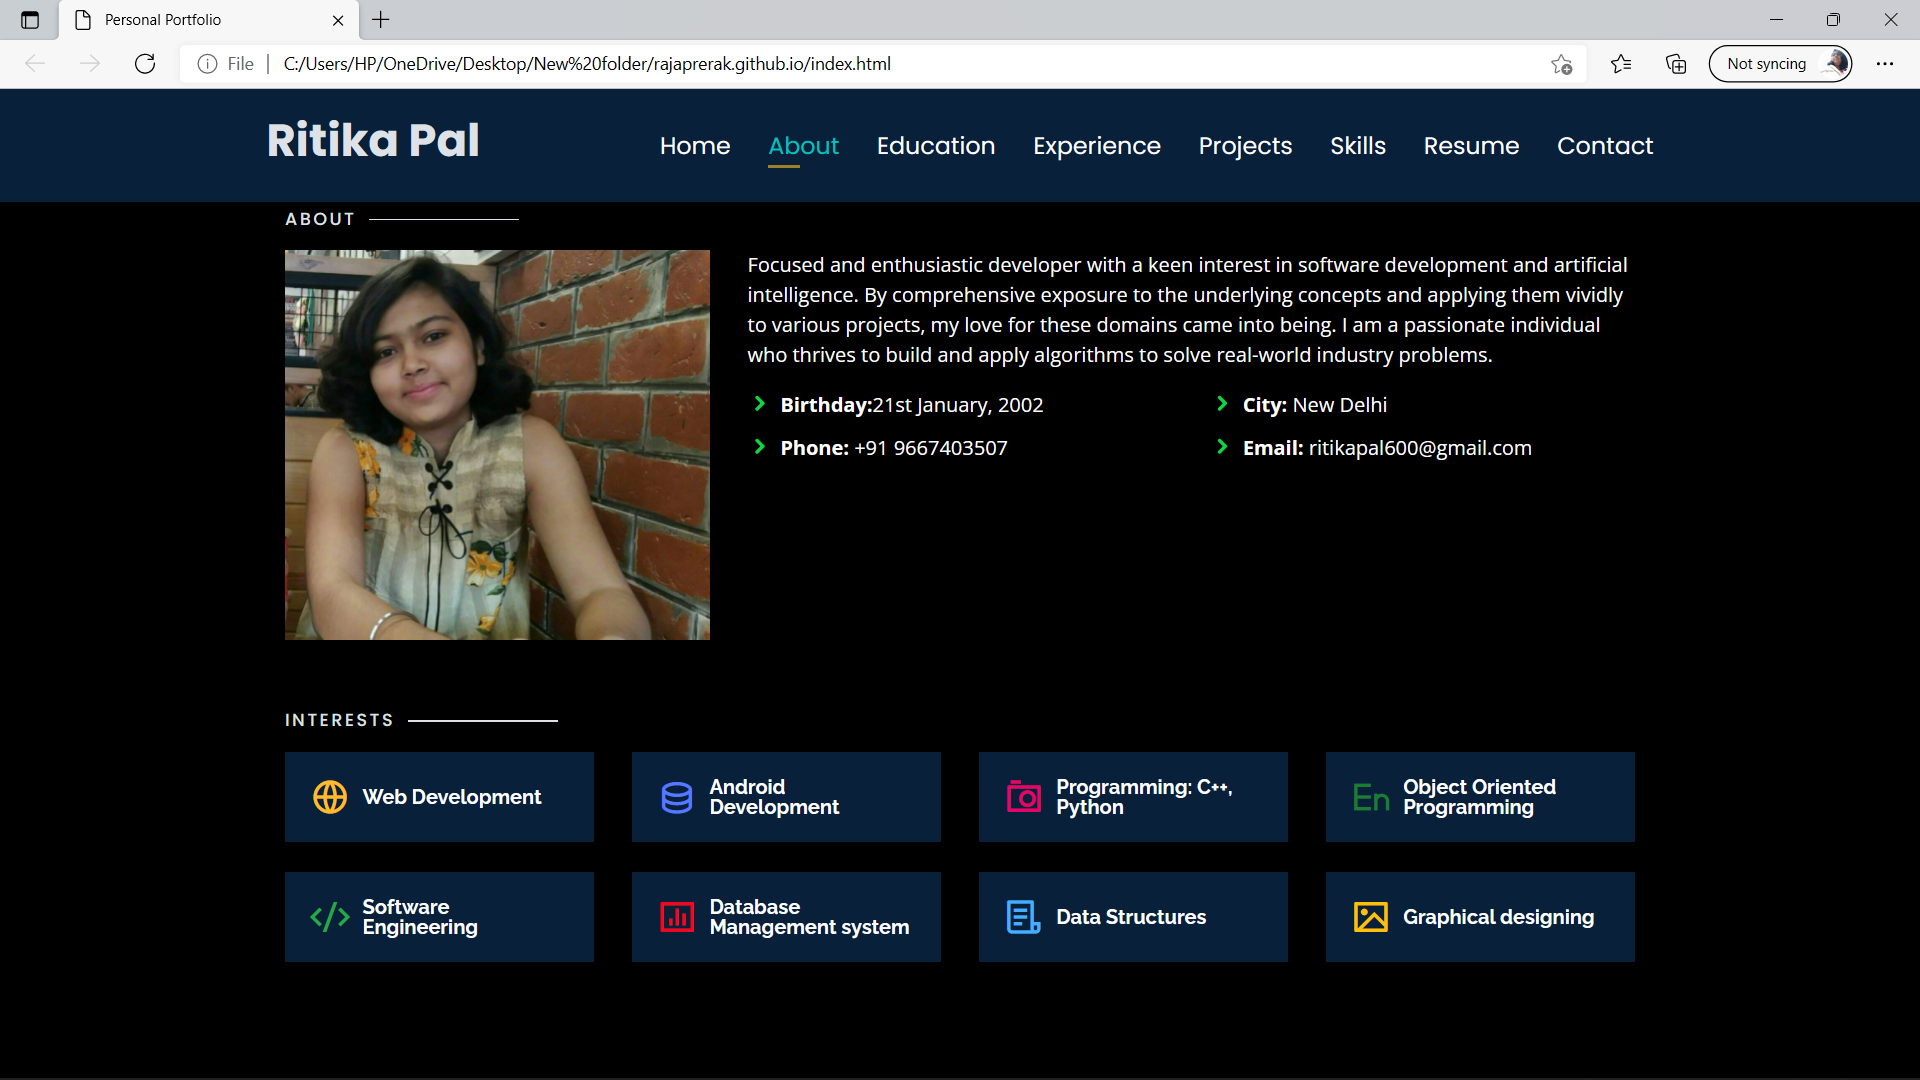 Personal Portfolio
File C:/Users/HP/OneDrive/Desktop/New%20folder/rajaprerak.github.io/index.html Not syncing
Ritika Pal Home About Education Experience Projects Skills Resume Contact
ABOUT
Focused and enthusiastic developer with a keen interest in software development and artificial
intelligence. By comprehensive exposure to the underlying concepts and applying them vividly
to various projects, my love for these domains came into being. I am a passionate individual
who thrives to build and apply algorithms to solve real-world industry problems.
Birthday:21st January, 2002
City: New Delhi
Phone: +91 9667403507
Email: ritikapal600@gmail.com
INTERESTS
Web Development
Android
Development
Programming: C++,
Python
En
Object Oriented
Programming
Software
Engineering
Database
Management system
Data Structures
Graphical designing